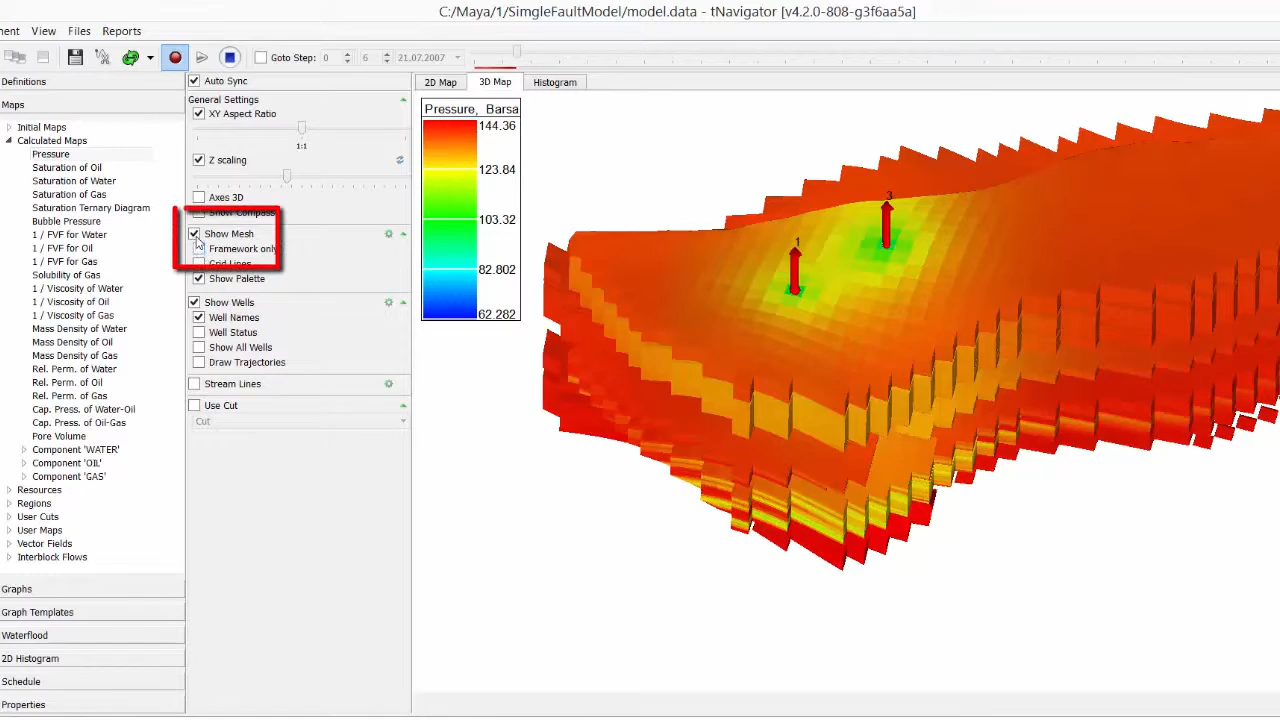 C:/Maya/1/SimgleFaultModel/model.data - tNavigator [v4.2.0-808-g3f6aa5a]
ment View Files Reports
Goto Step: 0 6 21.07.2007
Definitions
Maps
Initial Maps
Calculated Maps
Pressure
Saturation of Oil
Saturation of Water
Saturation of Gas
Saturation Ternary Diagram
Bubble Pressure
1 / FVF for Water
1 / FVF for Oil
1 / FVF for Gas
Solubility of Gas
1 / Viscosity of Water
1 / Viscosity of Oil
1 / Viscosity of Gas
Mass Density of Water
Mass Density of Oil
Mass Density of Gas
Rel. Perm. of Water
Rel. Perm. of Oil
Rel. Perm. of Gas
Cap. Press. of Water-Oil
Cap. Press. of Oil-Gas
Pore Volume
Component 'WATER'
Component 'OIL'
Component 'GAS'
Resources
Regions
User Cuts
User Maps
Vector Fields
Interblock Flows
Graphs
Graph Templates
Waterflood
2D Histogram
Schedule
Properties
Auto Sync
General Settings
XY Aspect Ratio
1:1
Z scaling
Axes 3D
Show Compass
Show Mesh
Framework only
Grid Lines
Show Palette
Show Wells
Well Names
Well Status
Show All Wells
Draw Trajectories
Stream Lines
Use Cut
Cut
2D Map 3D Map Histogram
Pressure, Barsa
144.36
123.84
103.32
82.802
62.282
3
1